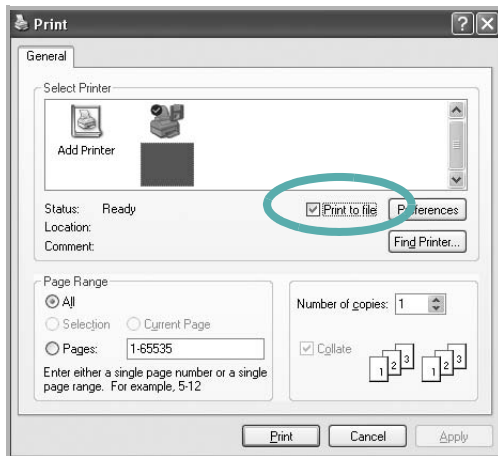 Print
General
Select Printer
Add Printer
Status: Ready
Print to file
Preferences
Location:
Comment:
Find Printer...
Page Range
All
Selection
Current Page
Pages: 1-65535
Enter either a single page number or a single
page range. For example, 5-12
Number of copies: 1
Collate
1 2 3 1 2 3
Print
Cancel
Apply